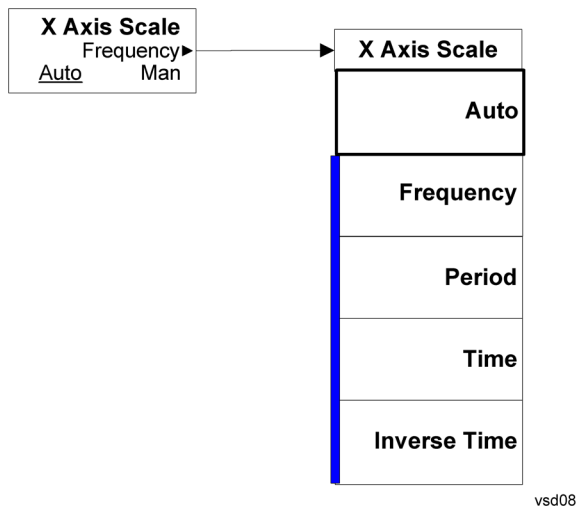 X Axis Scale
Frequency
Auto Man
X Axis Scale
Auto
Frequency
Period
Time
Inverse Time
vsd08